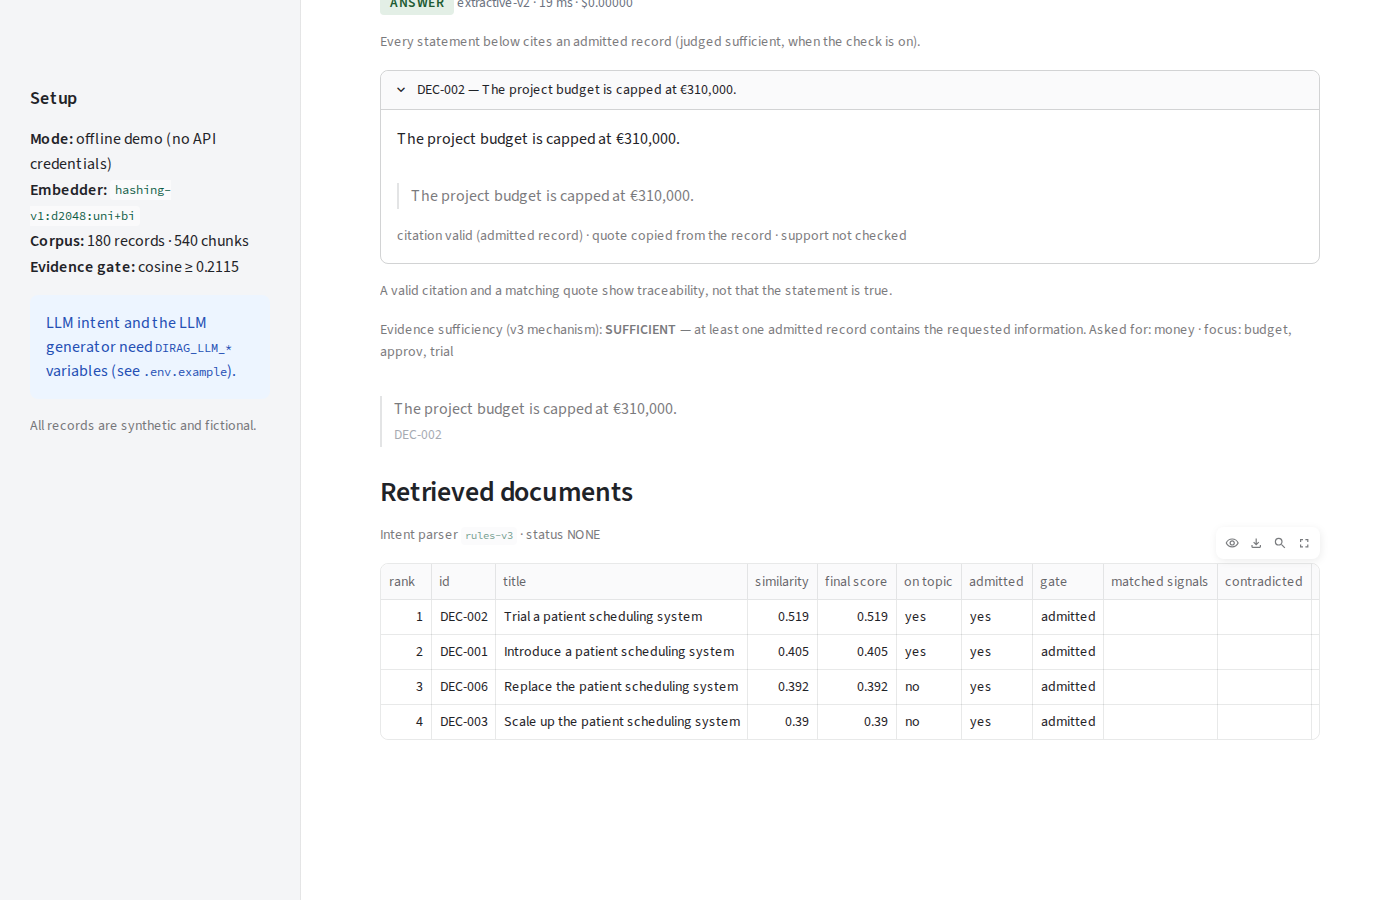 Setup
Mode: offline demo (no API
credentials)
Embedder: hashing-
v1:d2048:uni+bi
Corpus: 180 records · 540 chunks
Evidence gate: cosine ≥ 0.2115
LLM intent and the LLM
generator need DIRAG_LLM_*
variables (see .env.example).
All records are synthetic and fictional.
ANSWER extractive-v2 · 19 ms · $0.00000
Every statement below cites an admitted record (judged sufficient, when the check is on).
DEC-002 — The project budget is capped at €310,000.
The project budget is capped at €310,000.
The project budget is capped at €310,000.
citation valid (admitted record) · quote copied from the record · support not checked
A valid citation and a matching quote show traceability, not that the statement is true.
Evidence sufficiency (v3 mechanism): SUFFICIENT — at least one admitted record contains the requested information. Asked for: money · focus: budget,
approv, trial
The project budget is capped at €310,000.
DEC-002
Retrieved documents
Intent parser rules-v3 · status NONE
rank id title similarity final score on topic admitted gate matched signals contradicted
1 DEC-002 Trial a patient scheduling system 0.519 0.519 yes yes admitted
2 DEC-001 Introduce a patient scheduling system 0.405 0.405 yes yes admitted
3 DEC-006 Replace the patient scheduling system 0.392 0.392 no yes admitted
4 DEC-003 Scale up the patient scheduling system 0.39 0.39 no yes admitted